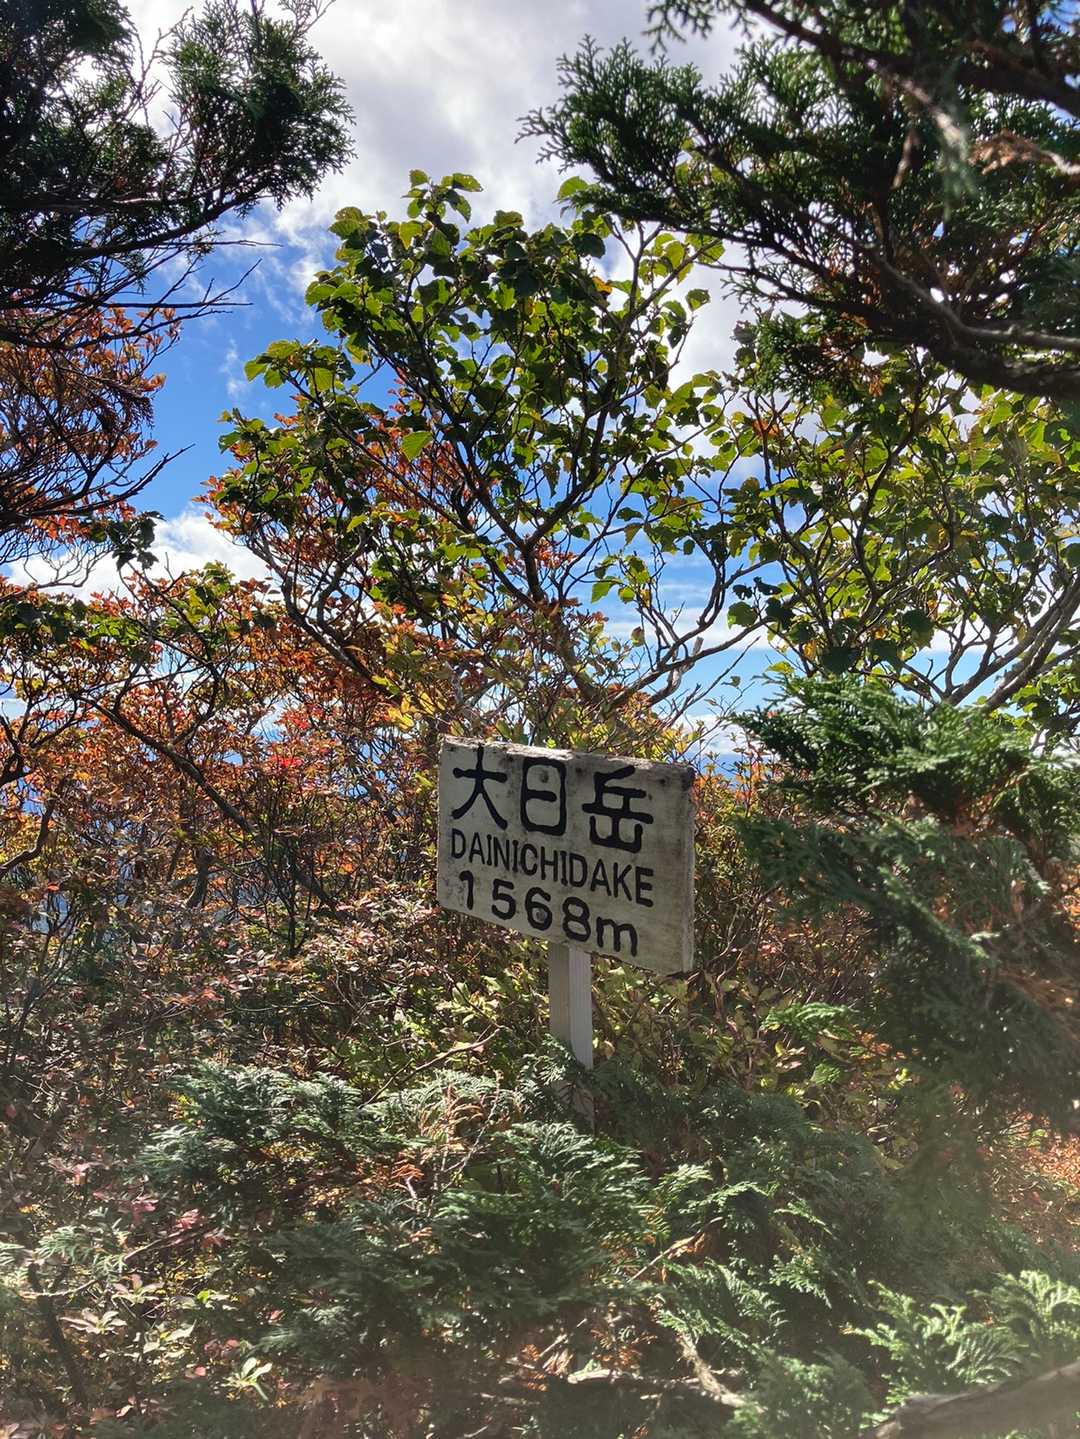 大日岳
DAINICHIDAKE
1568m